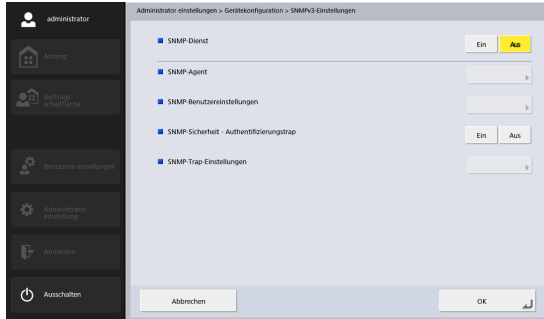 administrator
Anfang
Auftrags-
schaltfläche
Benutzere instellungen
Administrator-
einstellung
Abmelden
Ausschalten
Administrator einstellungen > Gerätekonfiguration > SNMPv3-Einstellungen
SNMP-Dienst
Ein
Aus
SNMP-Agent
SNMP-Benutzereinstellungen
SNMP-Sicherheit - Authentifizierungstrap
Ein
Aus
SNMP-Trap-Einstellungen
Abbrechen
OK